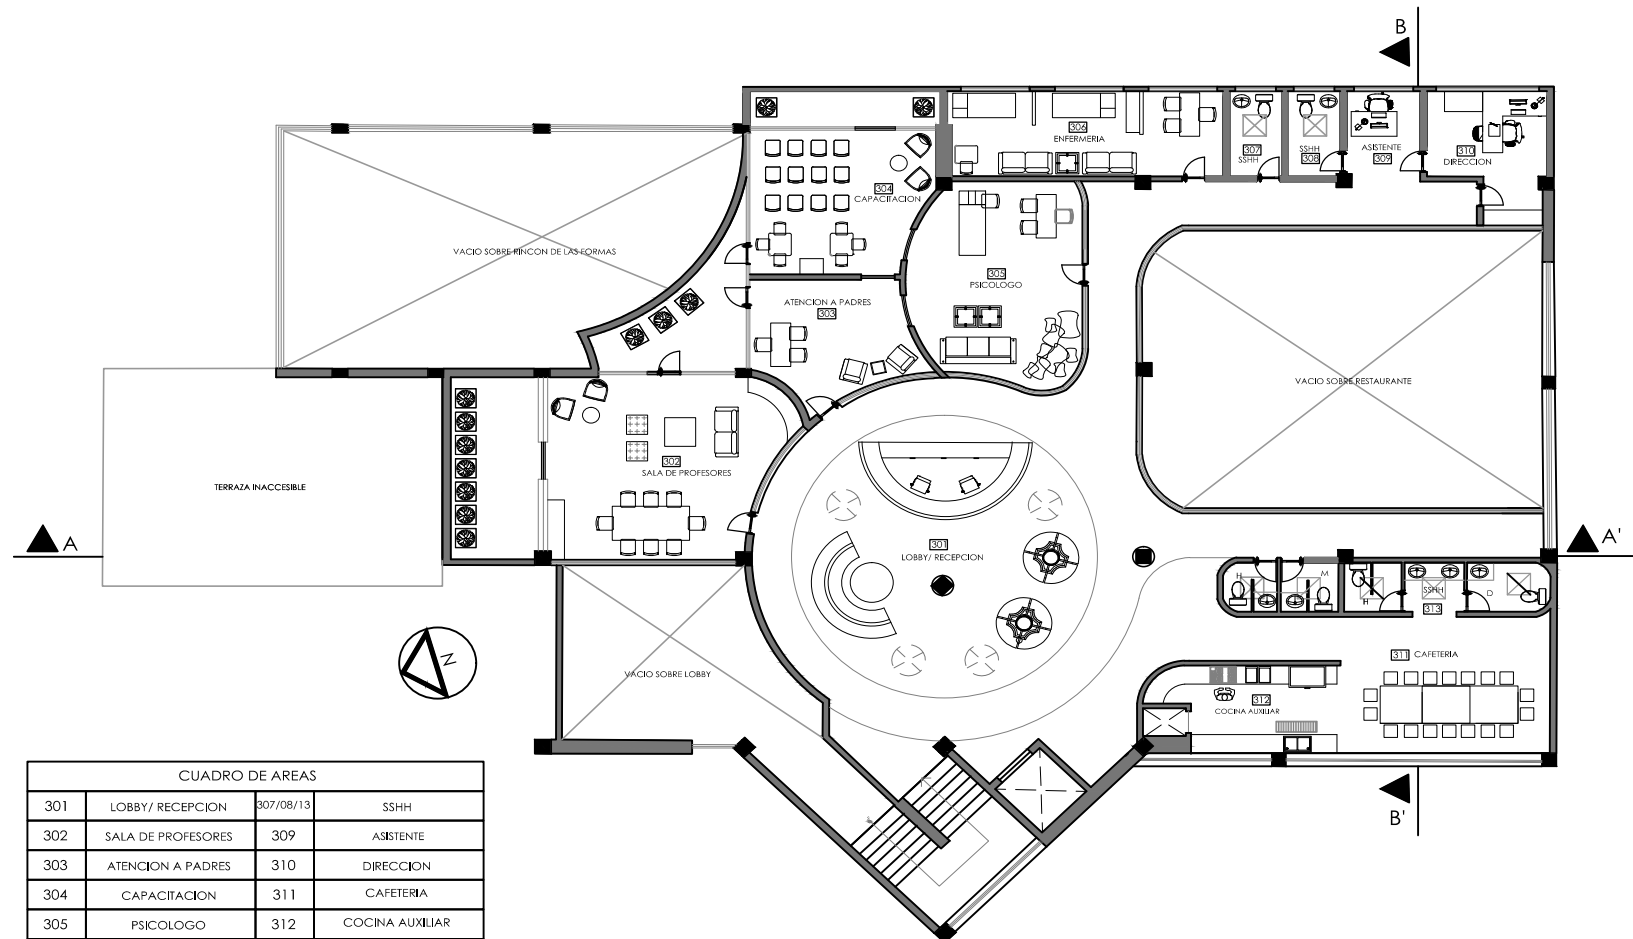 B
306
ENFERMERIA
307
SSHH
SSHH
308
ASISTENTE
309
310
DIRECCION
304
CAPACITACION
VACIO SOBRE RINCON DE LAS FORMAS
305
PSICOLOGO
ATENCION A PADRES
303
VACIO SOBRE RESTAURANTE
302
SALA DE PROFESORES
TERRAZA INACCESIBLE
A
301
LOBBY/ RECEPCION
A'
H
M
H
SSHH
313
D
N
VACIO SOBRE LOBBY
311 CAFETERIA
312
COCINA AUXILIAR
B'
CUADRO DE AREAS
301 LOBBY/ RECEPCION 307/08/13 SSHH
302 SALA DE PROFESORES 309 ASISTENTE
303 ATENCION A PADRES 310 DIRECCION
304 CAPACITACION 311 CAFETERIA
305 PSICOLOGO 312 COCINA AUXILIAR